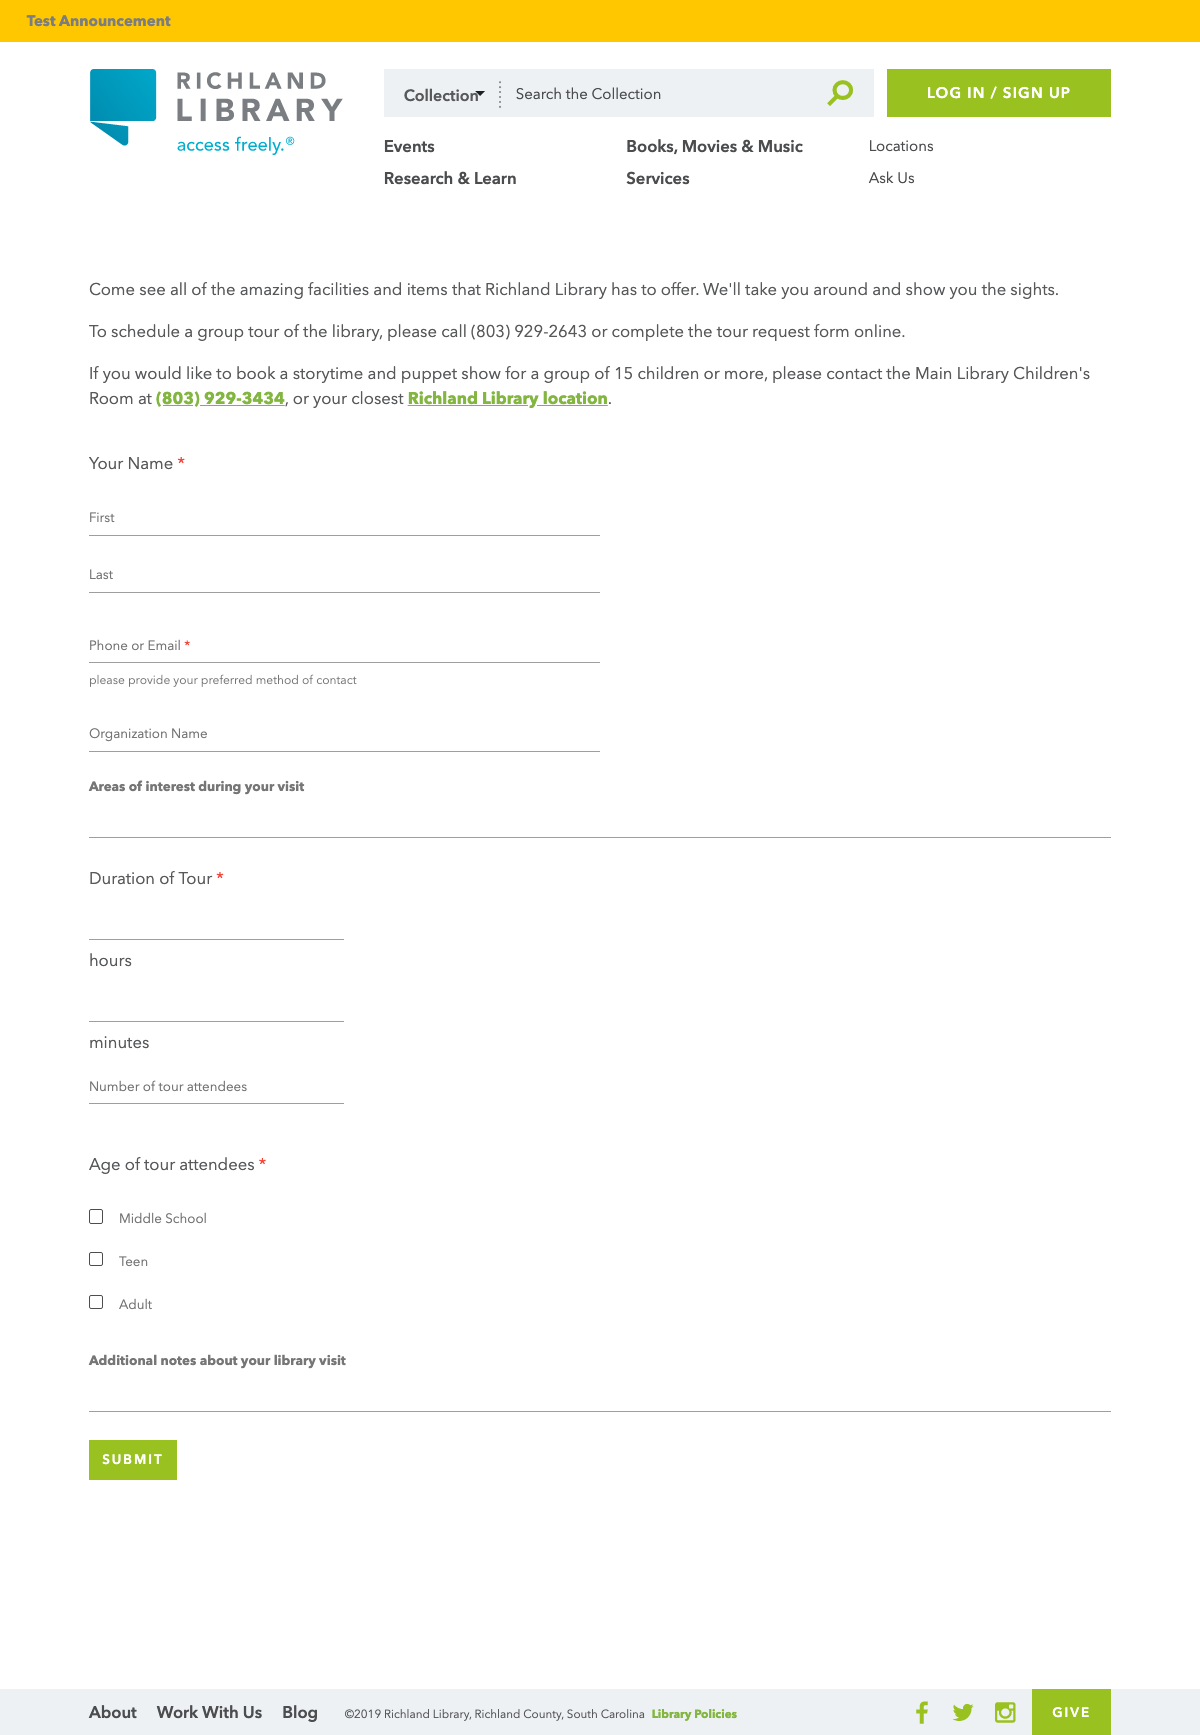 Test Announcement
RICHLAND
LIBRARY
access freely.®
Collection
Search the Collection
LOG IN / SIGN UP
Events
Books, Movies & Music
Locations
Research & Learn
Services
Ask Us
Come see all of the amazing facilities and items that Richland Library has to offer. We'll take you around and show you the sights.
To schedule a group tour of the library, please call (803) 929-2643 or complete the tour request form online.
If you would like to book a storytime and puppet show for a group of 15 children or more, please contact the Main Library Children's
Room at (803) 929-3434, or your closest Richland Library location.
Your Name *
First
Last
Phone or Email *
please provide your preferred method of contact
Organization Name
Areas of interest during your visit
Duration of Tour *
hours
minutes
Number of tour attendees
Age of tour attendees *
Middle School
Teen
Adult
Additional notes about your library visit
SUBMIT
About Work With Us Blog ©2019 Richland Library, Richland County, South Carolina Library Policies
GIVE